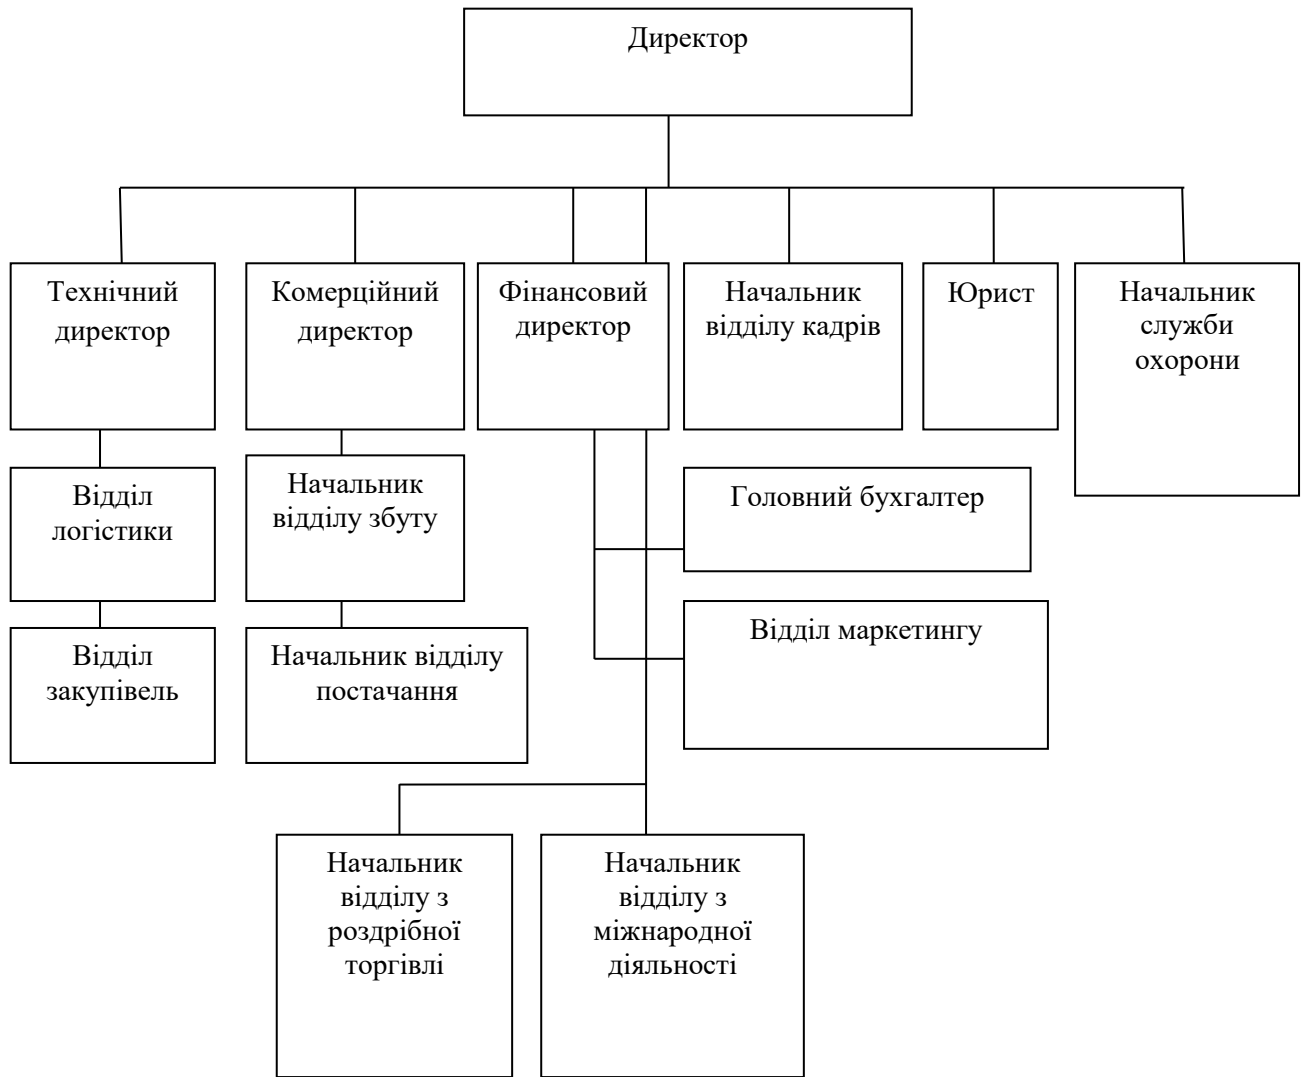 Директор
Технічний
директор
Комерційний
директор
Фінансовий
директор
Начальник
відділу кадрів
Юрист
Начальник
служби
охорони
Відділ
логістики
Начальник
відділу збуту
Головний бухгалтер
Відділ
закупівель
Начальник відділу
постачання
Відділ маркетингу
Начальник
відділу з
роздрібної
торгівлі
Начальник
відділу з
міжнародної
діяльності